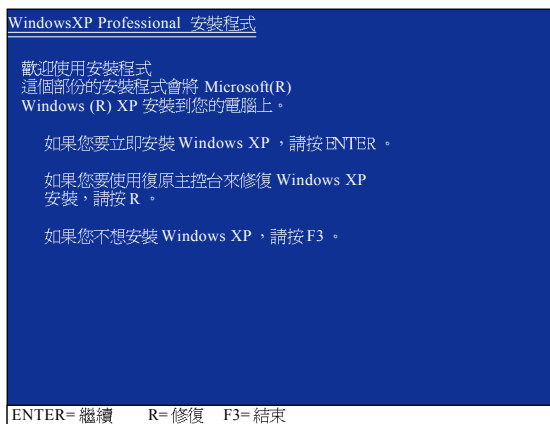 WindowsXP Professional 安裝程式
歡迎使用安裝程式
這個部份的安裝程式會將 Microsoft(R)
Windows (R) XP 安裝到您的電腦上。
如果您要立即安裝 Windows XP ，請按 ENTER 。
如果您要使用復原主控台來修復 Windows XP
安裝，請按 R 。
如果您不想安裝 Windows XP ，請按 F3 。
ENTER= 繼續 R= 修復 F3= 結束